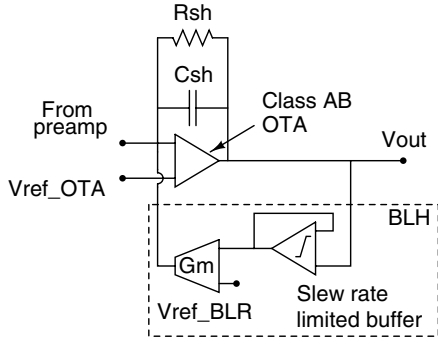 Rsh
Csh
From
preamp
Class AB
OTA
Vout
Vref_OTA
BLH
Gm
Vref_BLR
Slew rate
limited buffer